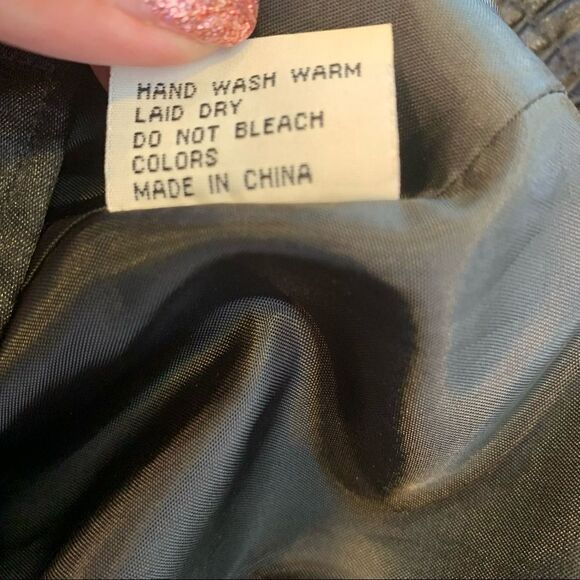 HAND WASH WARM
LAID DRY
DO NOT BLEACH
COLORS
MADE IN CHINA